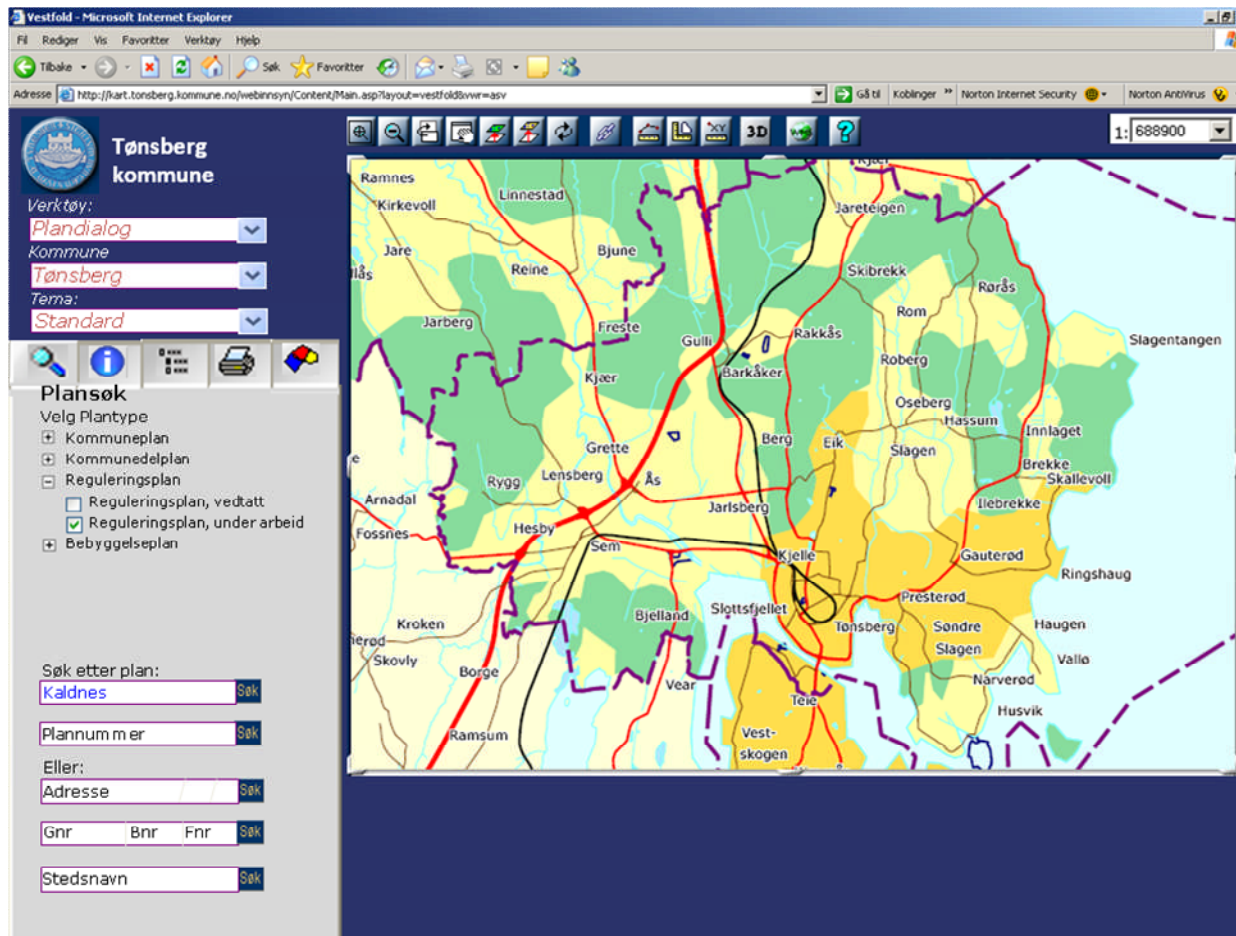 Vestfold - Microsoft Internet Explorer
Fil Rediger Vis Favoritter Verktøy Hjelp
Tilbake Søk Favoritter
Adresse http://kart.tonsberg.kommune.no/webinnsyn/Content/Main.asp?layout=vestfold&vwr=asv Gå til Koblinger » Norton Internet Security Norton AntiVirus
Tønsberg
kommune
3D
XY
1: 688900
Verktøy:
Plandialog
Kommune
Tønsberg
Tema:
Standard
Plansøk
Velg Plantype
Kommuneplan
Kommunedelplan
Reguleringsplan
Reguleringsplan, vedtatt
Reguleringsplan, under arbeid
Bebyggelseplan
Søk etter plan:
Kaldnes Søk
Plannummer Søk
Eller:
Adresse Søk
Gnr Bnr Fnr Søk
Stedsnavn Søk
Ramnes
Linnestad
Kirkevoll
Jareteigen
Jare
Bjune
Reine
Skibrekk
Rørås
Rom
Jarberg
Freste
Gulli
Rakkås
Slagentangen
Roberg
Kjær
Barkåker
Oseberg
Hassum
Innlaget
Grette
Berg
Eik
Slagen
Brekke
Skallevoll
Lensberg
Rygg
Ås
Arnadal
Jarlsberg
Ilebrekke
Fossnes
Hesby
Sem
Kjelle
Gauterød
Ringshaug
Presterød
Slottsfjellet
Bjelland
Kroken
Tønsberg
Søndre
Slagen
Haugen
Vallø
Skovly
Borge
Vear
Narverød
Teie
Husvik
Ramsum
Vest-
skogen